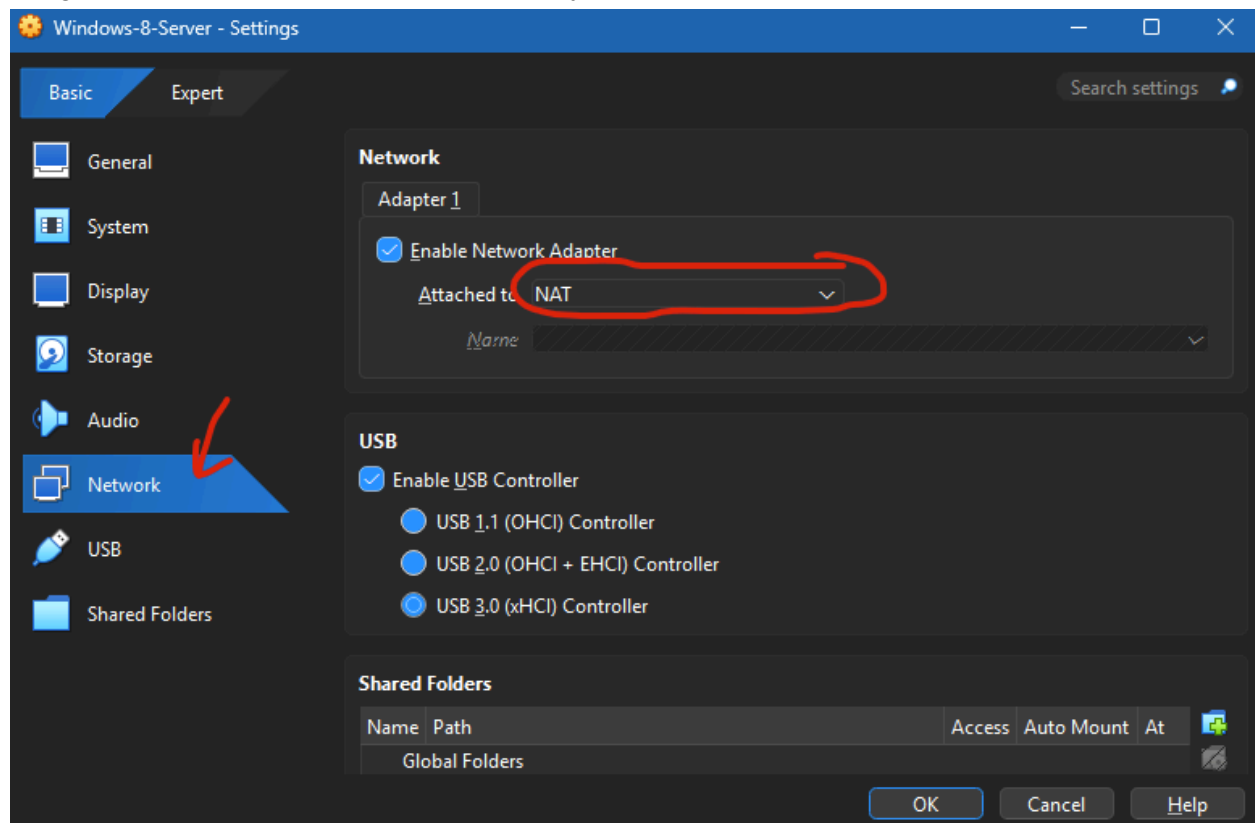 Windows-8-Server - Settings
Basic
Expert
Search settings
General
System
Display
Storage
Audio
Network
USB
Shared Folders
Network
Adapter 1
Enable Network Adapter
Attached to NAT
Name
USB
Enable USB Controller
USB 1.1 (OHCI) Controller
USB 2.0 (OHCI + EHCI) Controller
USB 3.0 (xHCI) Controller
Shared Folders
Name Path Access Auto Mount At
Global Folders
OK Cancel Help